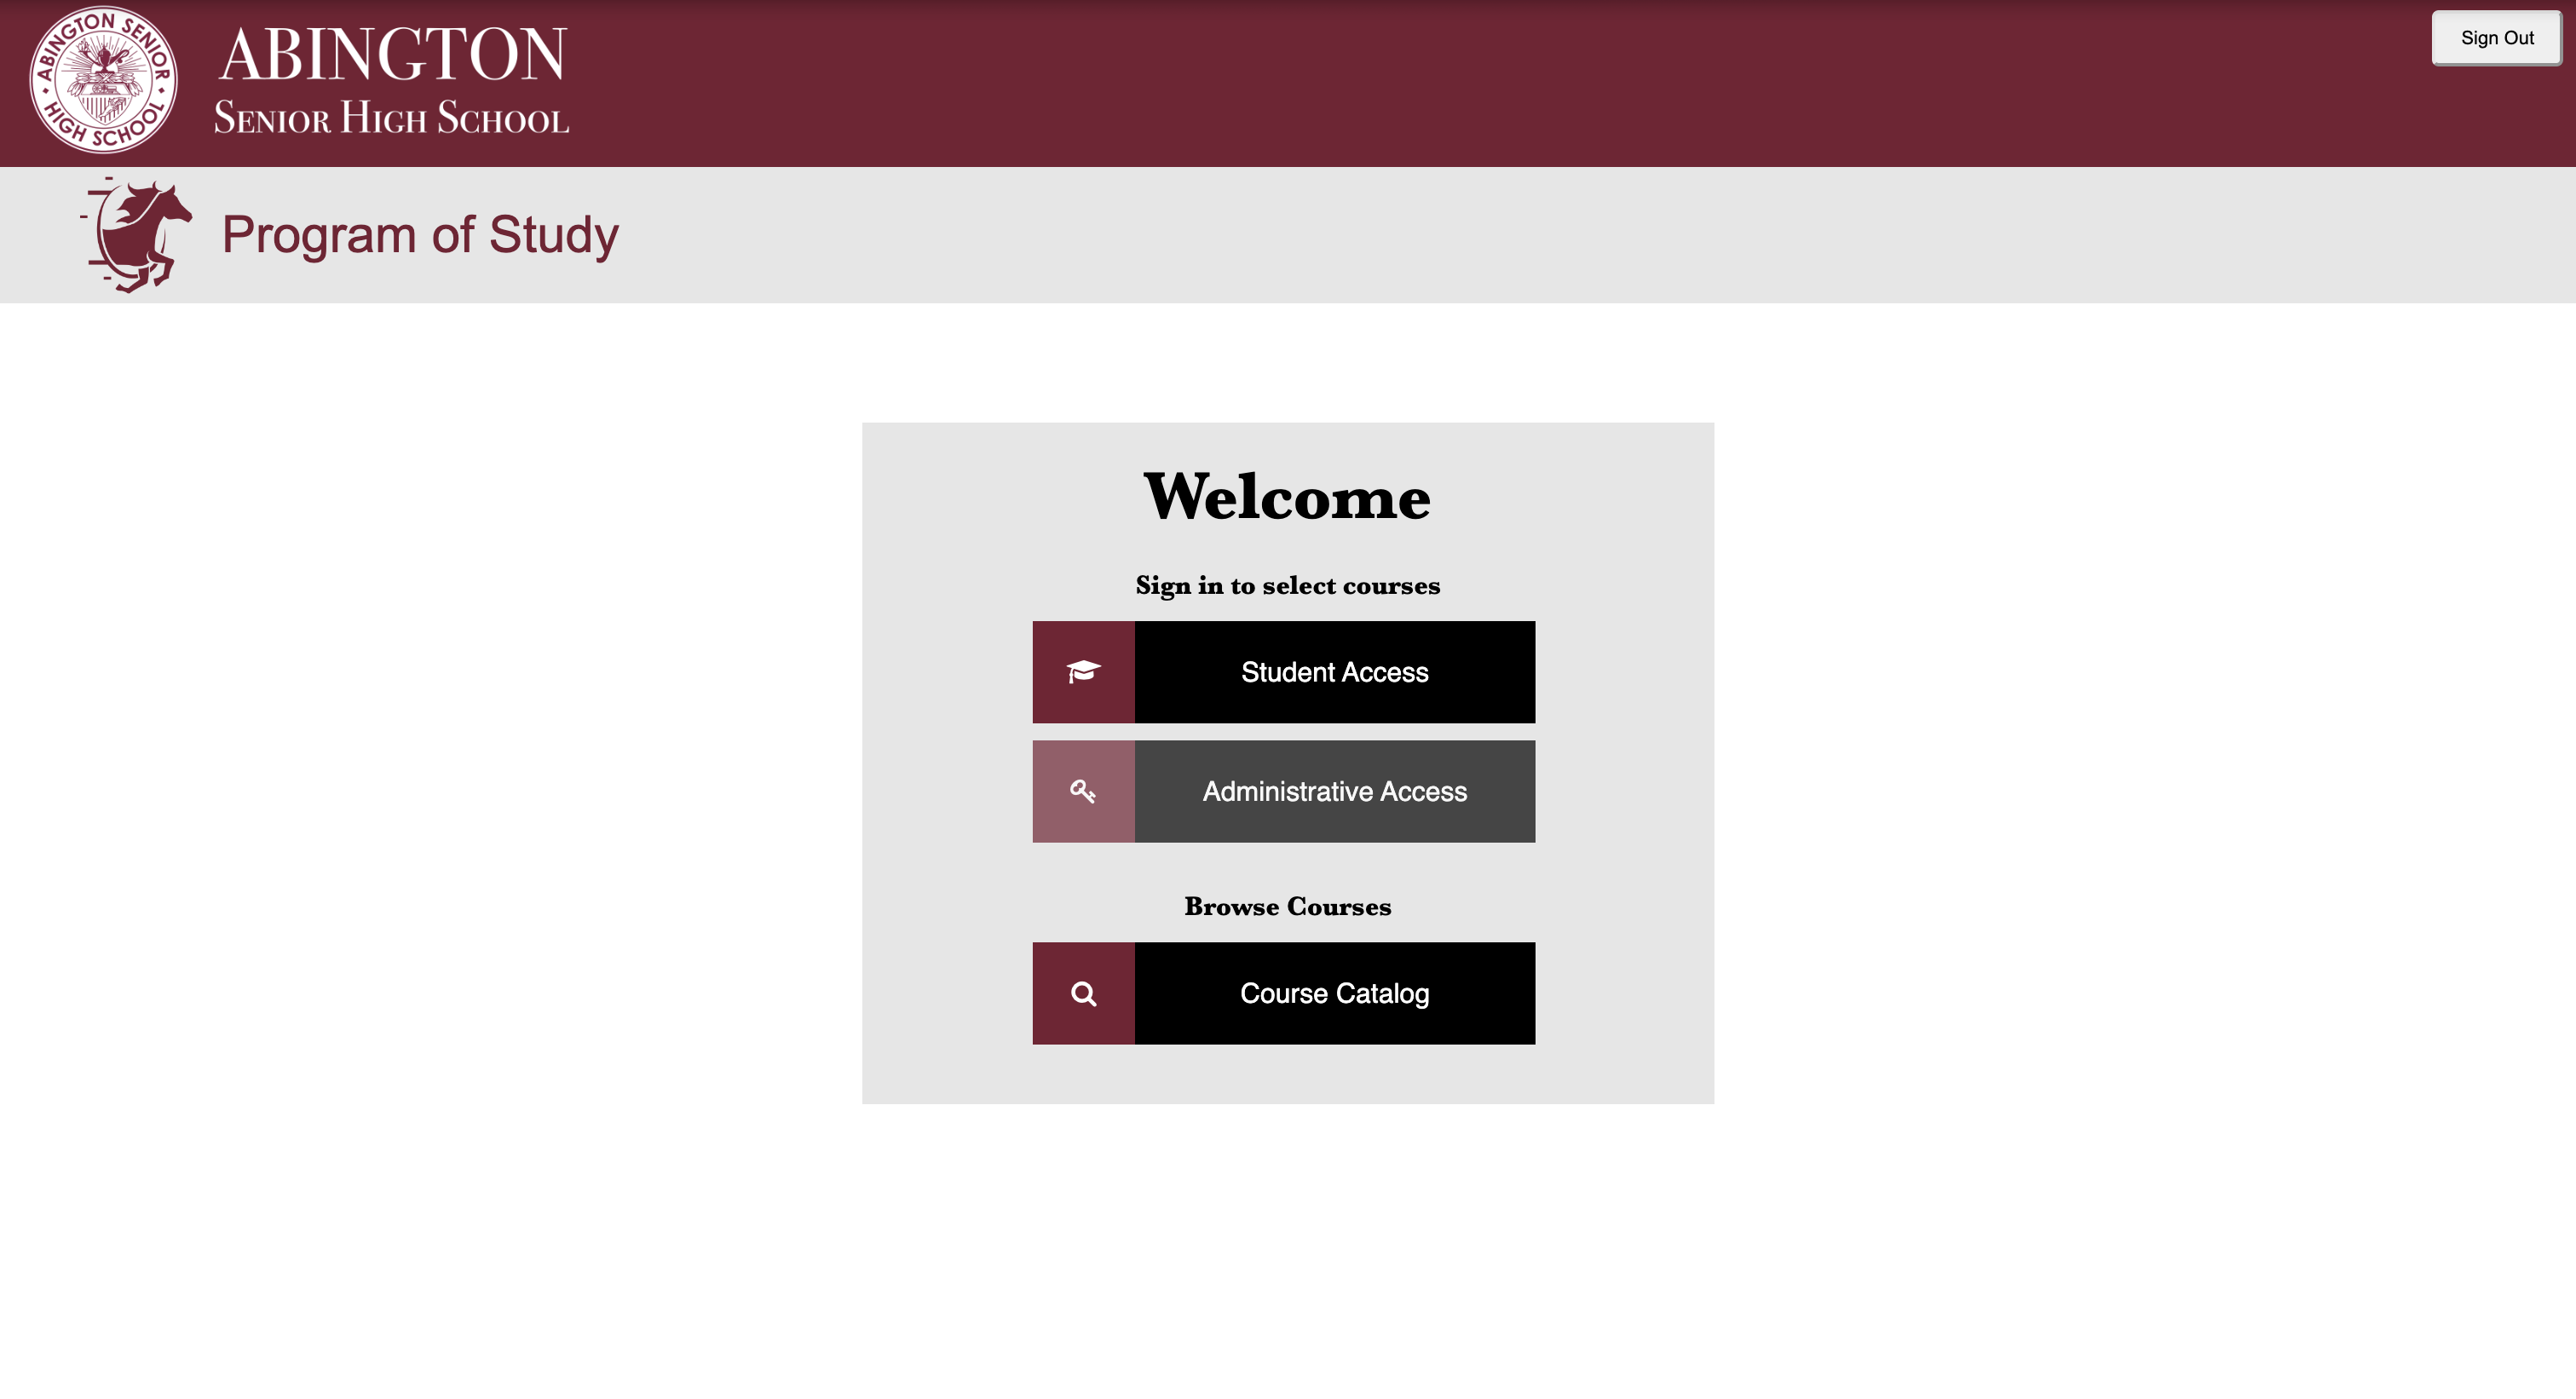 ABINGTON SENIOR HIGH SCHOOL
ABINGTON
SENIOR HIGH SCHOOL
Sign Out
Program of Study
Welcome
Sign in to select courses
Student Access
Administrative Access
Browse Courses
Course Catalog